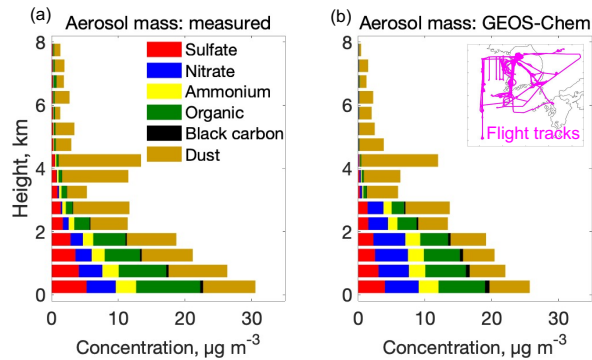 (a) Aerosol mass: measured
8
6
4
2
0
Height, km
Sulfate
Nitrate
Ammonium
Organic
Black carbon
Dust
0 10 20 30
Concentration, µg m⁻³
(b) Aerosol mass: GEOS-Chem
8
6
4
2
0
Flight tracks
0 10 20 30
Concentration, µg m⁻³